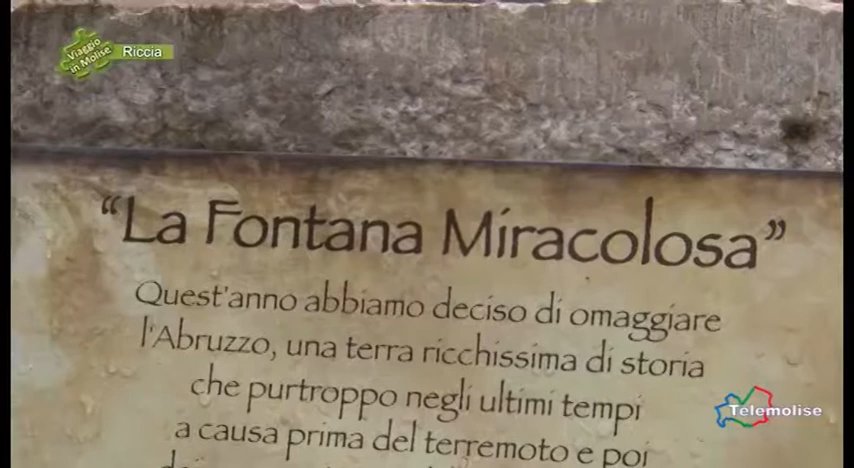 Viaggio
in Molise
Riccia
"La Fontana Miracolosa"
Quest'anno abbiamo deciso di omaggiare
l'Abruzzo, una terra ricchissima di storia
che purtroppo negli ultimi tempi
a causa prima del terremoto e poi
Telemolise